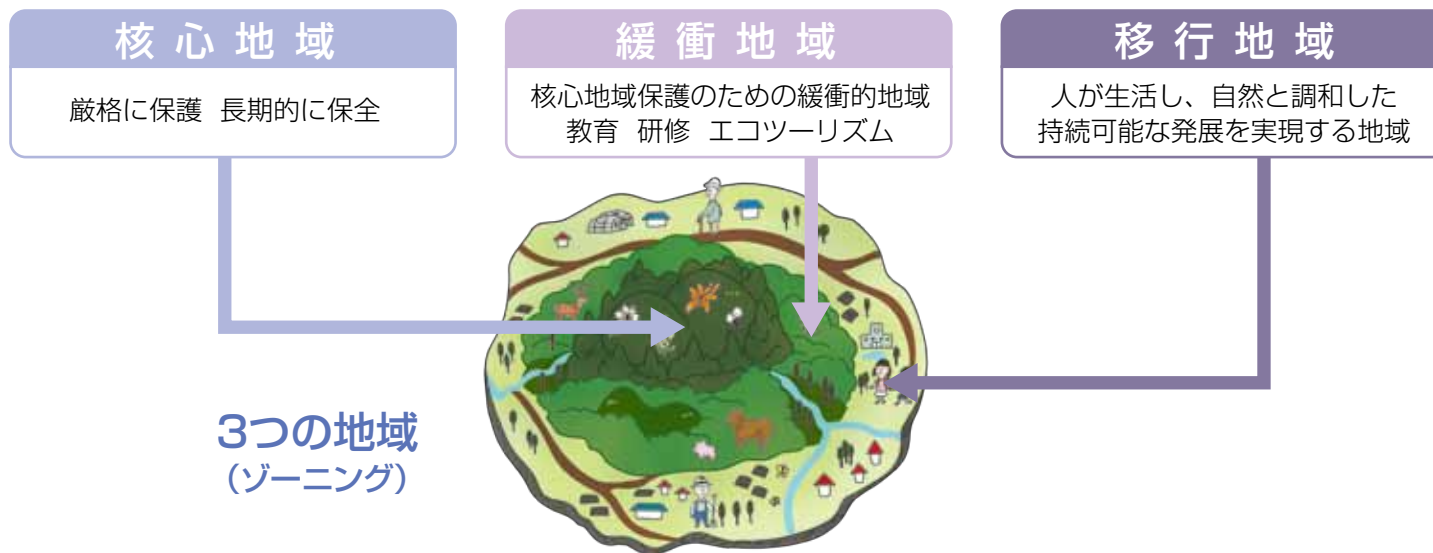 核心地域
厳格に保護 長期的に保全
緩衝地域
核心地域保護のための緩衝的地域
教育 研修 エコツーリズム
移行地域
人が生活し、自然と調和した
持続可能な発展を実現する地域
3つの地域
（ゾーニング）